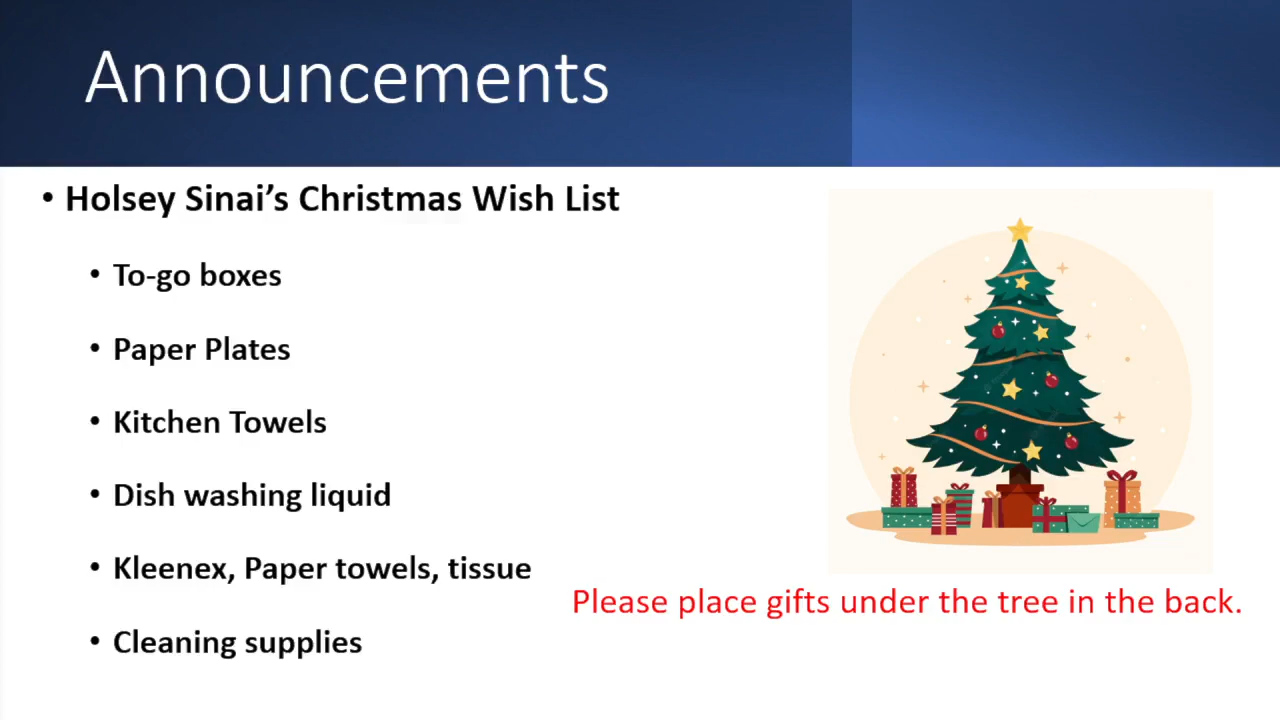 Announcements
• Holsey Sinai’s Christmas Wish List
• To-go boxes
• Paper Plates
• Kitchen Towels
• Dish washing liquid
• Kleenex, Paper towels, tissue
Please place gifts under the tree in the back.
• Cleaning supplies